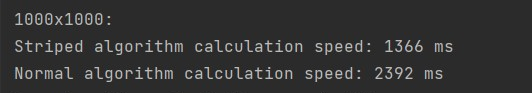 1000x1000:
Striped algorithm calculation speed: 1366 ms
Normal algorithm calculation speed: 2392 ms